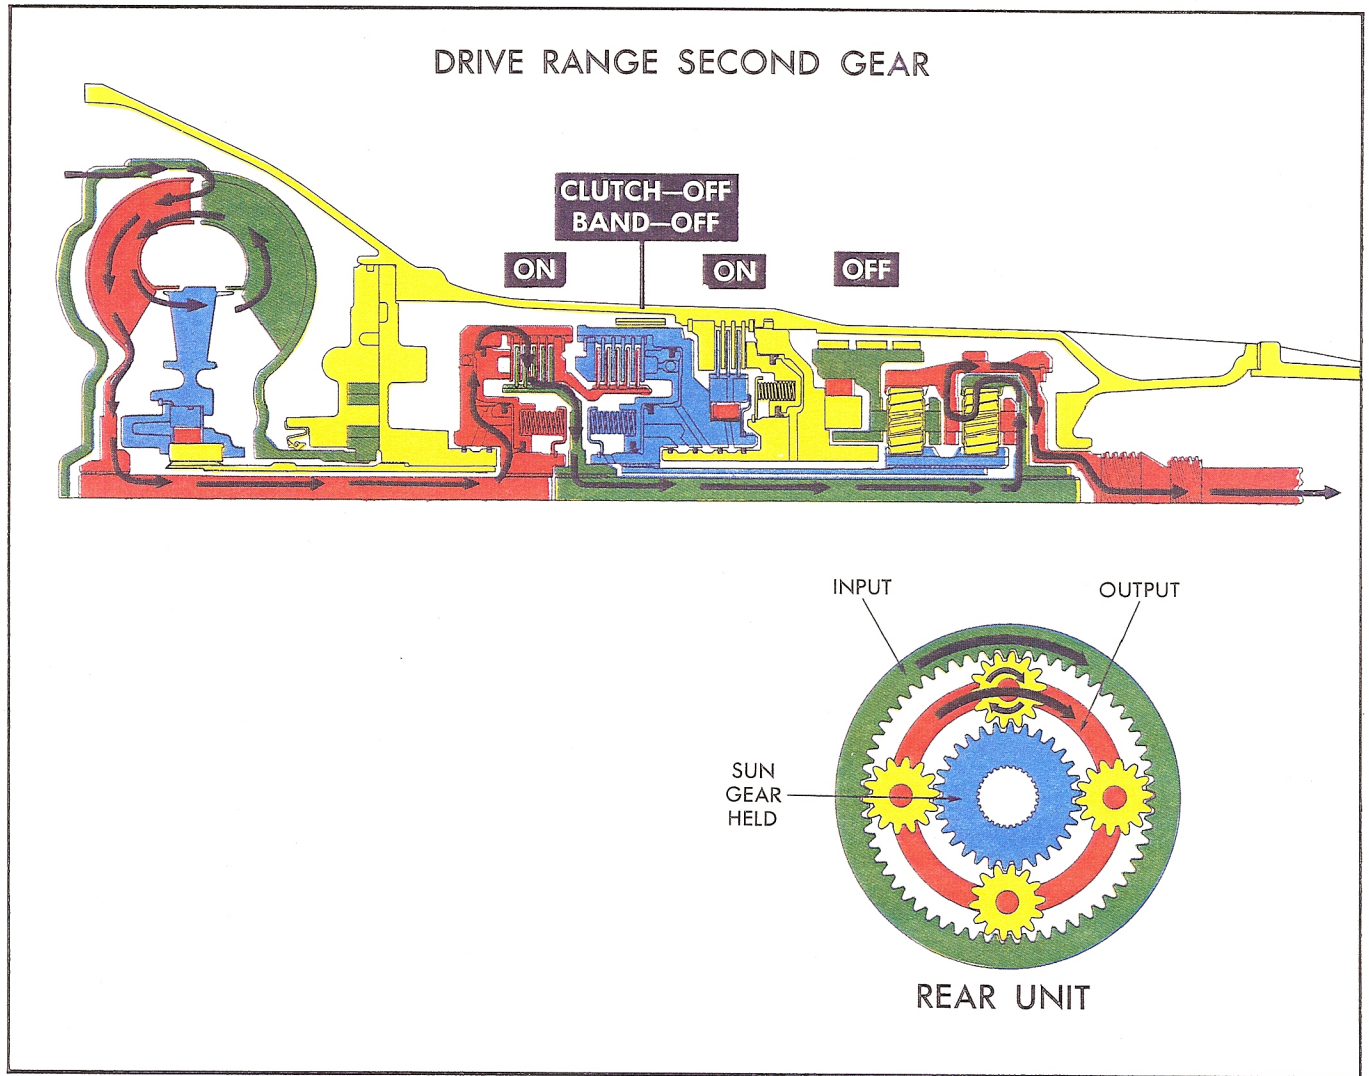 DRIVE RANGE SECOND GEAR
CLUTCH—OFF
BAND—OFF
ON
ON
OFF
INPUT
OUTPUT
SUN
GEAR
HELD
REAR UNIT